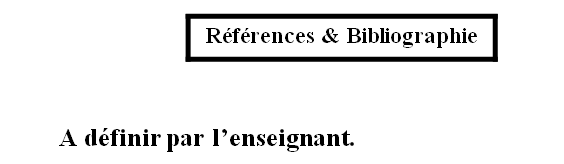 Références & Bibliographie
A définir par l'enseignant.